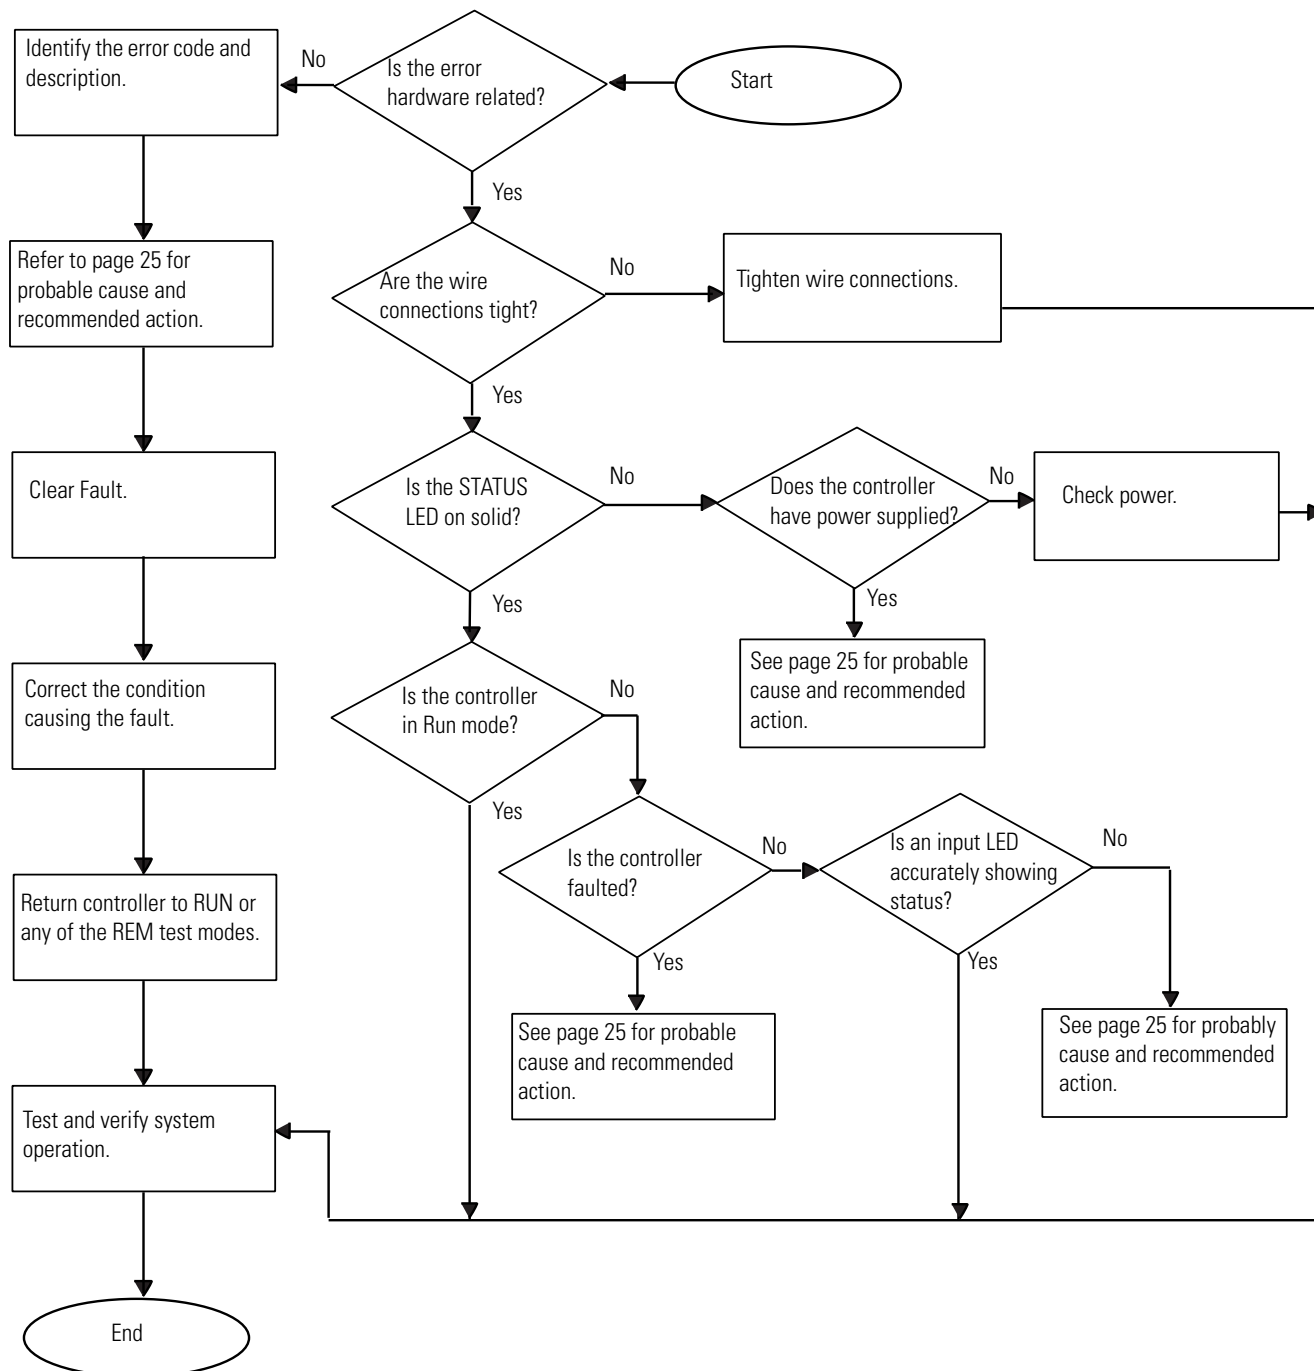 Start
Is the error
hardware related?
No
Identify the error code and
description.
Yes
Refer to page 25 for
probable cause and
recommended action.
Are the wire
connections tight?
No
Tighten wire connections.
Yes
Clear Fault.
Is the STATUS
LED on solid?
No
Does the controller
have power supplied?
No
Check power.
Yes
Yes
See page 25 for probable
cause and recommended
action.
Correct the condition
causing the fault.
Is the controller
in Run mode?
No
Yes
Is the controller
faulted?
No
Is an input LED
accurately showing
status?
No
Return controller to RUN or
any of the REM test modes.
Yes
Yes
See page 25 for probable
cause and recommended
action.
See page 25 for probably
cause and recommended
action.
Test and verify system
operation.
End